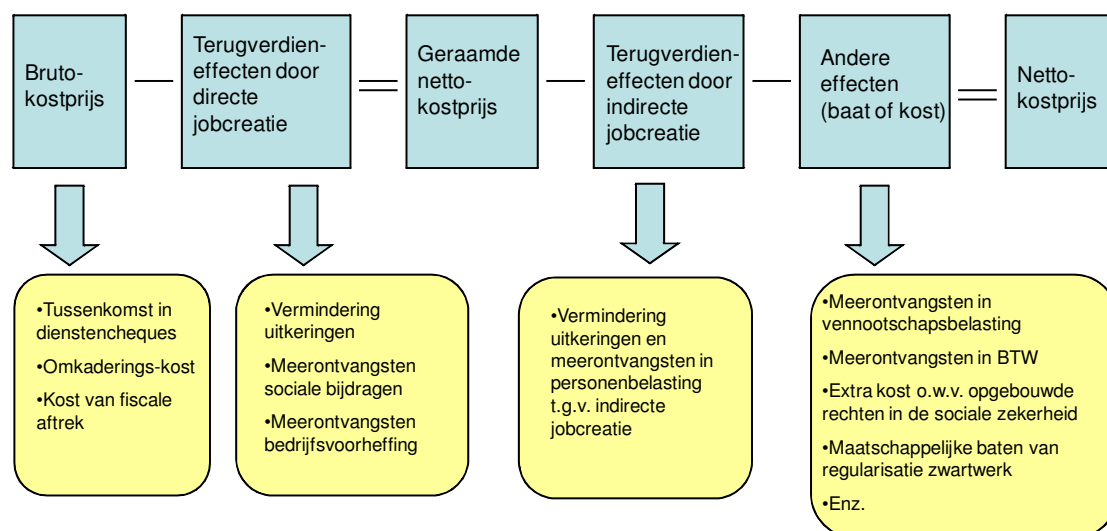 Bruto-
kostprijs
Terugverdien-
effecten door
directe
jobcreatie
Geraamde
netto-
kostprijs
Terugverdien-
effecten door
indirecte
jobcreatie
Andere
effecten
(baat of kost)
Netto-
kostprijs
•Tussenkomst in
dienstencheques
•Omkaderings-kost
•Kost van fiscale
aftrek
•Vermindering
uitkeringen
•Meerontvangsten
sociale bijdragen
•Meerontvangsten
bedrijfsvoorheffing
•Vermindering
uitkeringen en
meerontvangsten in
personenbelasting
t.g.v. indirecte
jobcreatie
•Meerontvangsten in
vennootschapsbelasting
•Meerontvangsten in BTW
•Extra kost o.w.v. opgebouwde
rechten in de sociale zekerheid
•Maatschappelijke baten van
regularisatie zwartwerk
•Enz.